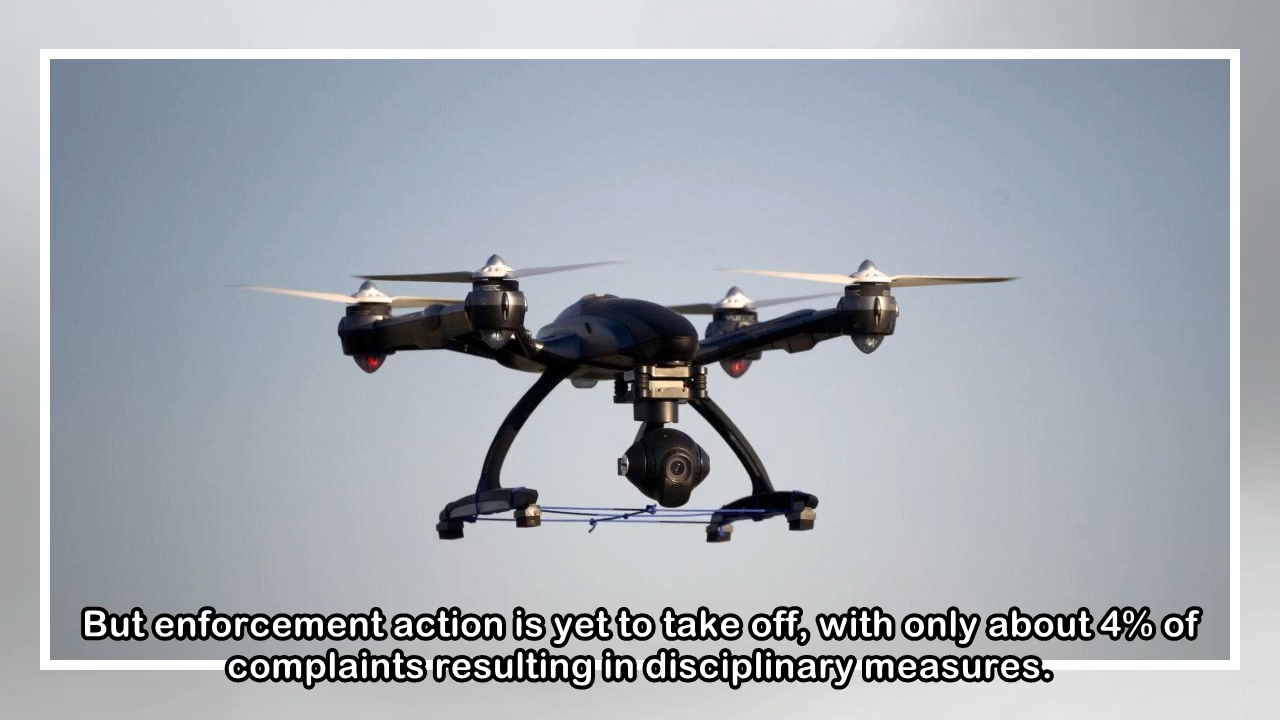 But enforcement action is yet to take off, with only about 4% of
complaints resulting in disciplinary measures.